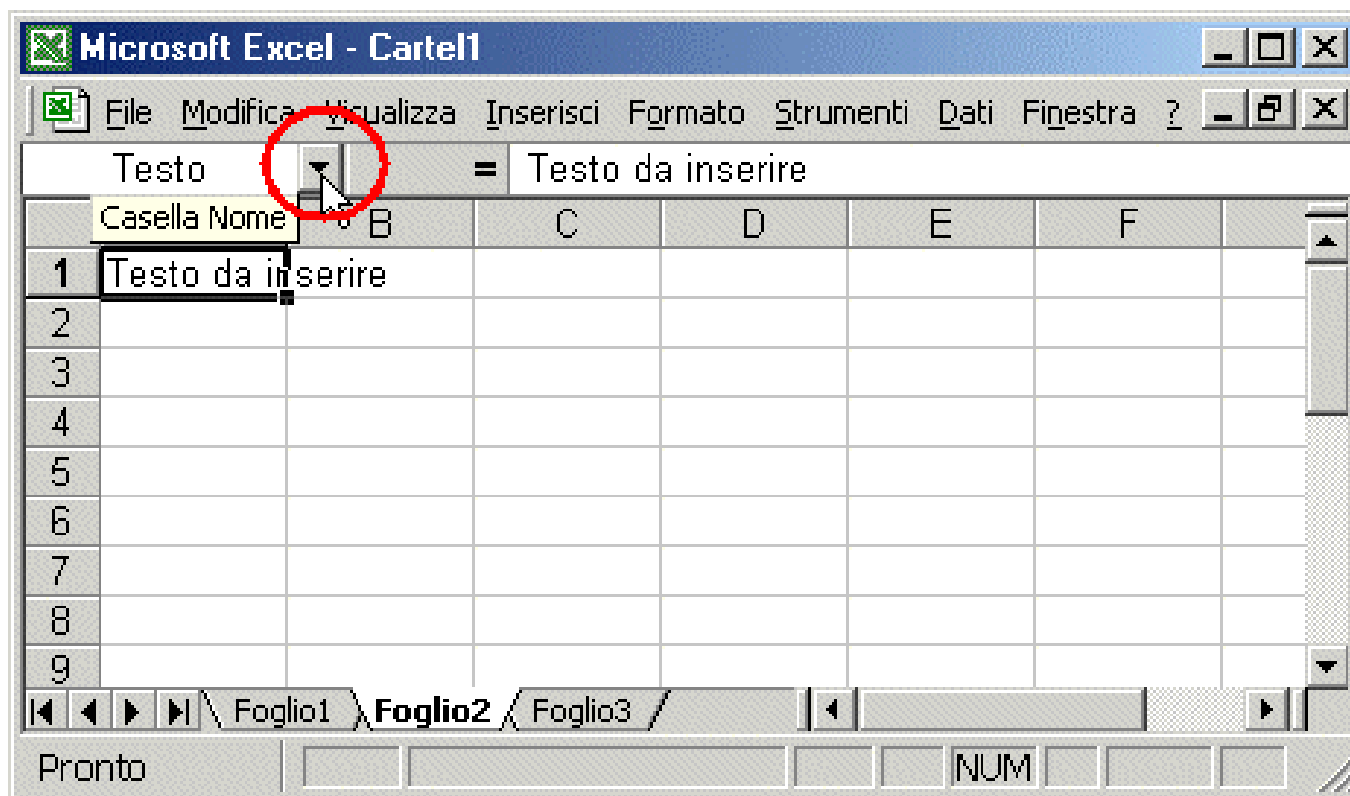 Microsoft Excel - Cartel1
File Modifica Visualizza Inserisci Formato Strumenti Dati Finestra ?
Testo = Testo da inserire
Casella Nome B C D E F
1 Testo da inserire
2
3
4
5
6
7
8
9
Foglio1 Foglio2 Foglio3
Pronto NUM